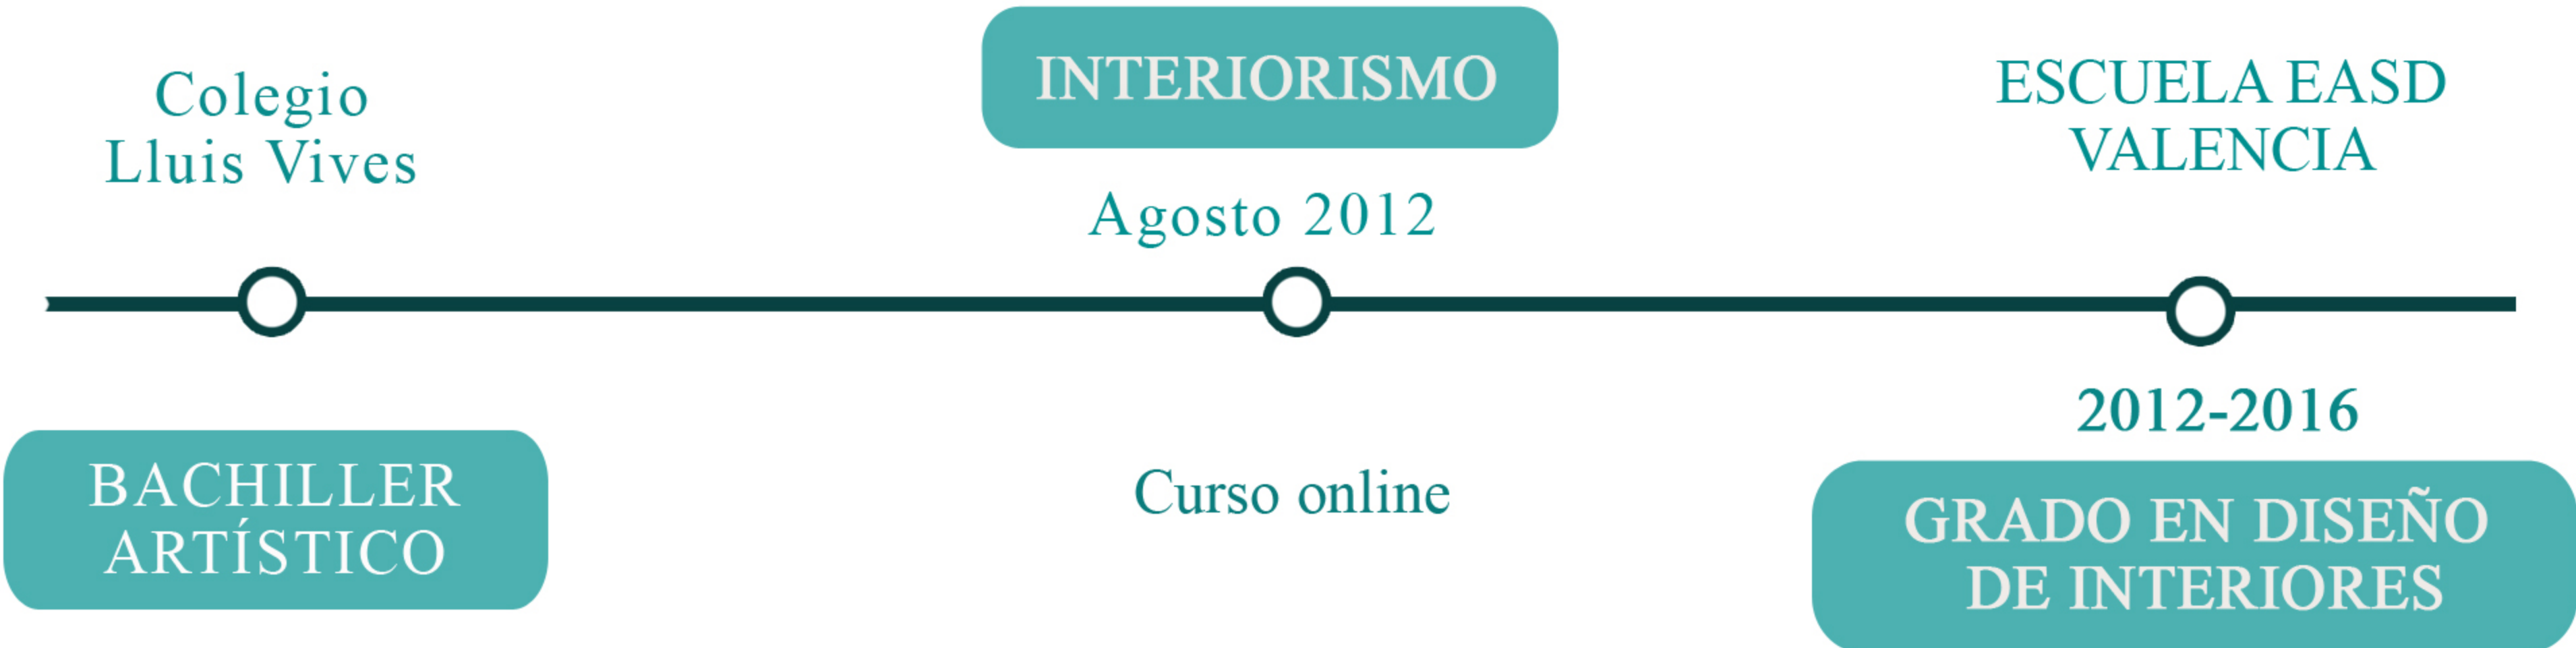 Colegio
Lluis Vives
BACHILLER
ARTÍSTICO
INTERIORISMO
Agosto 2012
Curso online
ESCUELA EASD
VALENCIA
2012-2016
GRADO EN DISEÑO
DE INTERIORES